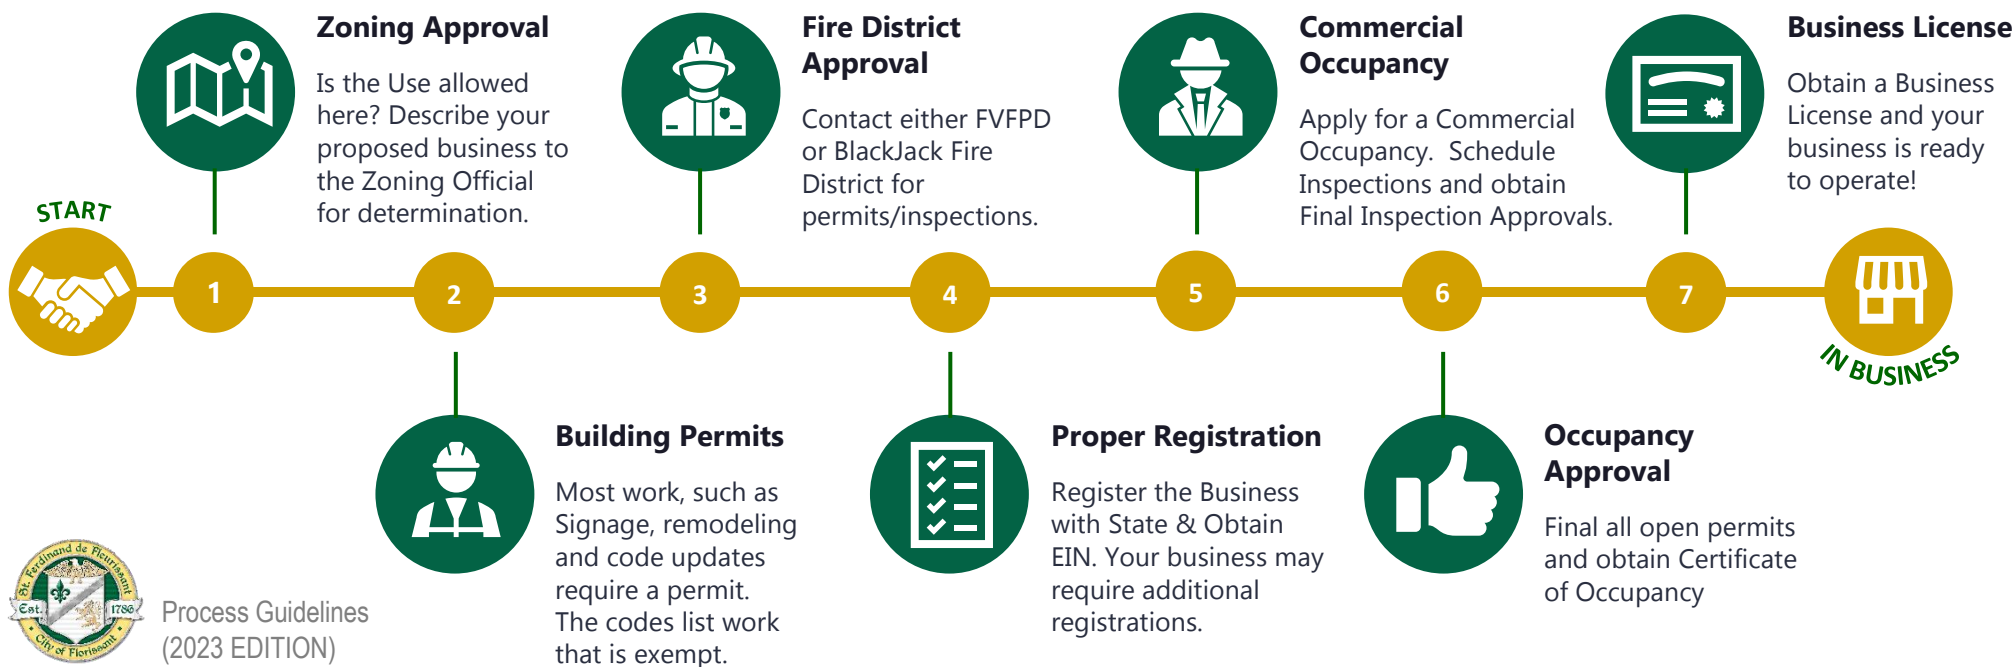 START
1
Zoning Approval
Is the Use allowed
here? Describe your
proposed business to
the Zoning Official
for determination.
2
Building Permits
Most work, such as
Signage, remodeling
and code updates
require a permit.
The codes list work
that is exempt.
3
Fire District
Approval
Contact either FVFPD
or BlackJack Fire
District for
permits/inspections.
4
Proper Registration
Register the Business
with State & Obtain
EIN. Your business may
require additional
registrations.
5
Commercial
Occupancy
Apply for a Commercial
Occupancy.  Schedule
Inspections and obtain
Final Inspection Approvals.
6
Occupancy
Approval
Final all open permits
and obtain Certificate
of Occupancy
7
Business License
Obtain a Business
License and your
business is ready
to operate!
IN BUSINESS
St. Ferdinand de Fleurissant
Est. 1786
City of Florissant
Process Guidelines
(2023 EDITION)